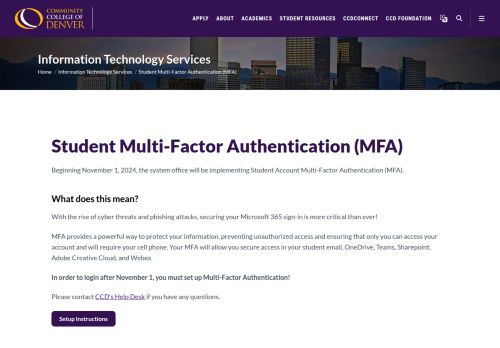 COMMUNITY
COLLEGE OF
DENVER
APPLY ABOUT ACADEMICS STUDENT RESOURCES CCDCONNECT CCD FOUNDATION
Information Technology Services
Home / Information Technology Services / Student Multi-Factor Authentication (MFA)
Student Multi-Factor Authentication (MFA)
Beginning November 1, 2024, the system office will be implementing Student Account Multi-Factor Authentication (MFA).
What does this mean?
With the rise of cyber threats and phishing attacks, securing your Microsoft 365 sign-in is more critical than ever!
MFA provides a powerful way to protect your information, preventing unauthorized access and ensuring that only you can access your
account and will require your cell phone. Your MFA will allow you secure access in your student email, OneDrive, Teams, Sharepoint,
Adobe Creative Cloud, and Webex.
In order to login after November 1, you must set up Multi-Factor Authentication!
Please contact CCD's Help Desk if you have any questions.
Setup Instructions